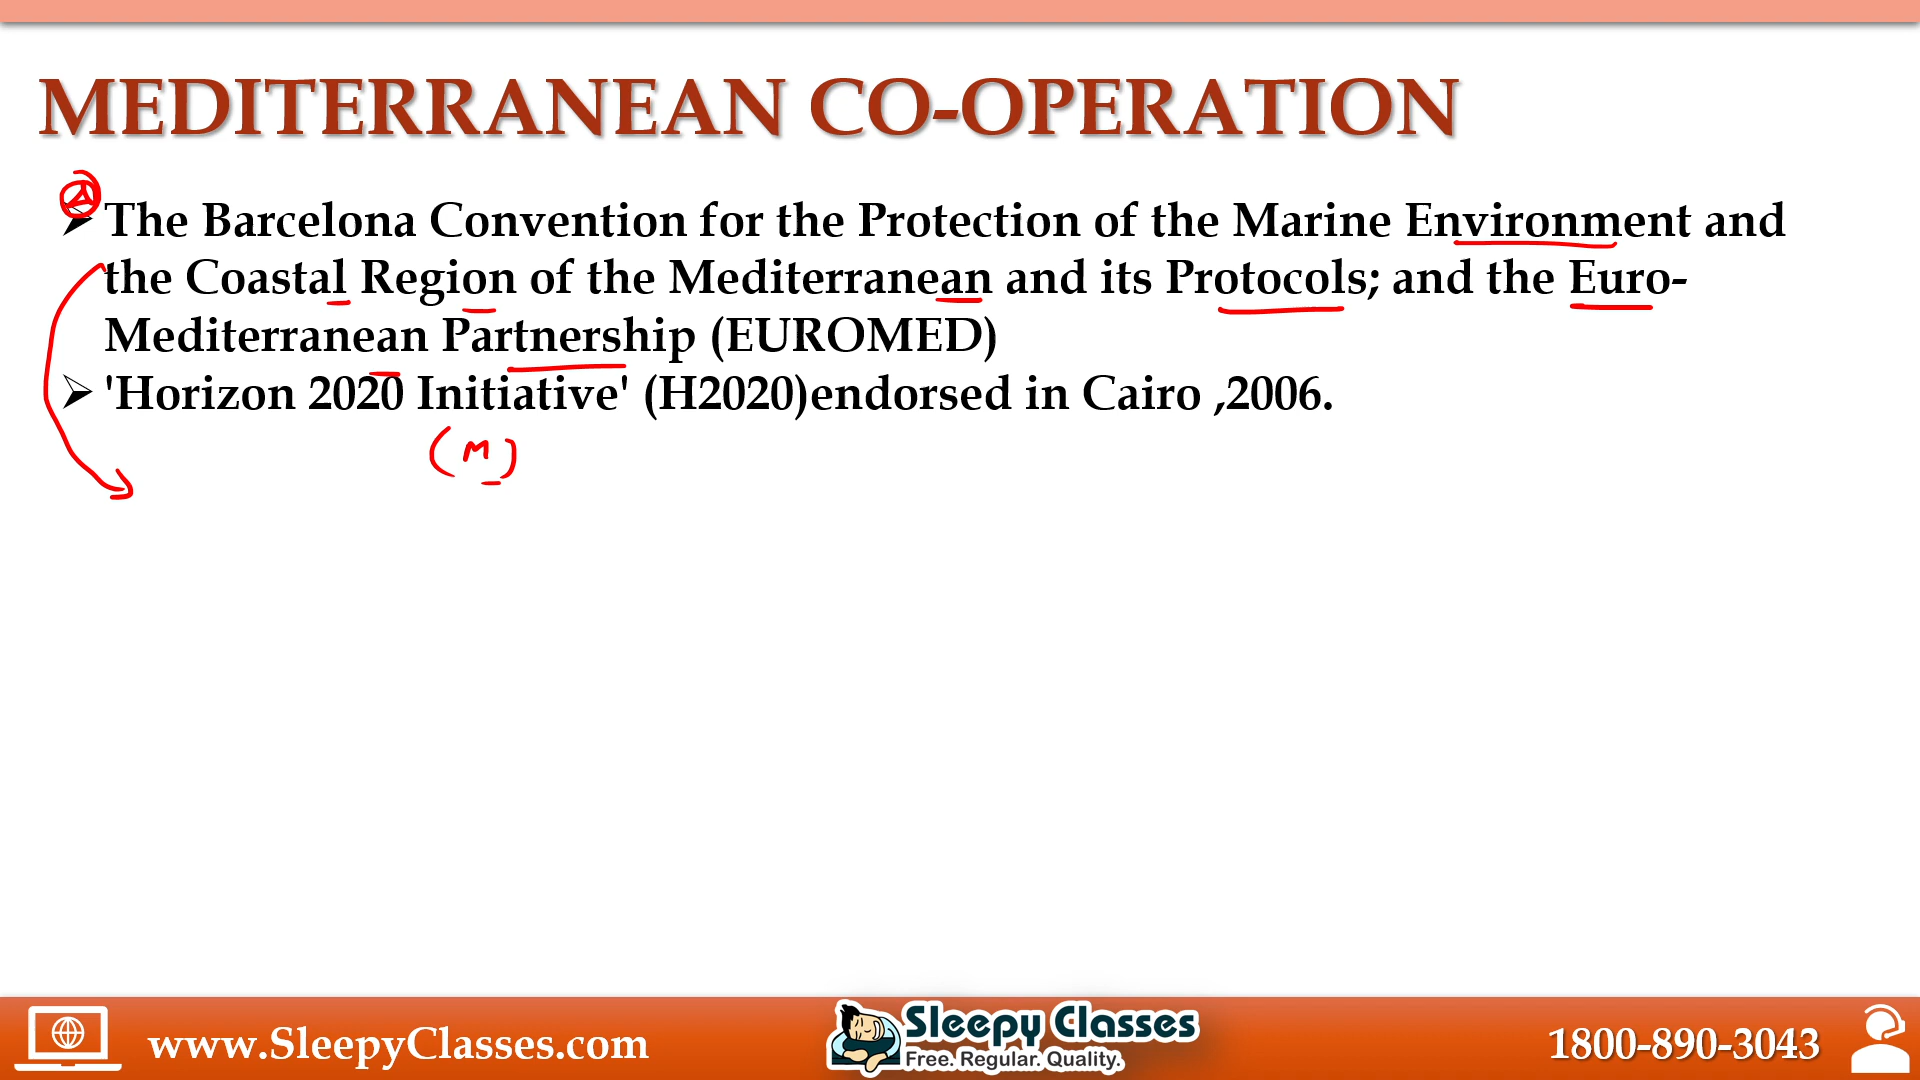 MEDITERRANEAN CO-OPERATION
The Barcelona Convention for the Protection of the Marine Environment and
the Coastal Region of the Mediterranean and its Protocols; and the Euro-
Mediterranean Partnership (EUROMED)
'Horizon 2020 Initiative' (H2020)endorsed in Cairo ,2006.
(M)
www.SleepyClasses.com
Sleepy Classes
Free. Regular. Quality.
1800-890-3043